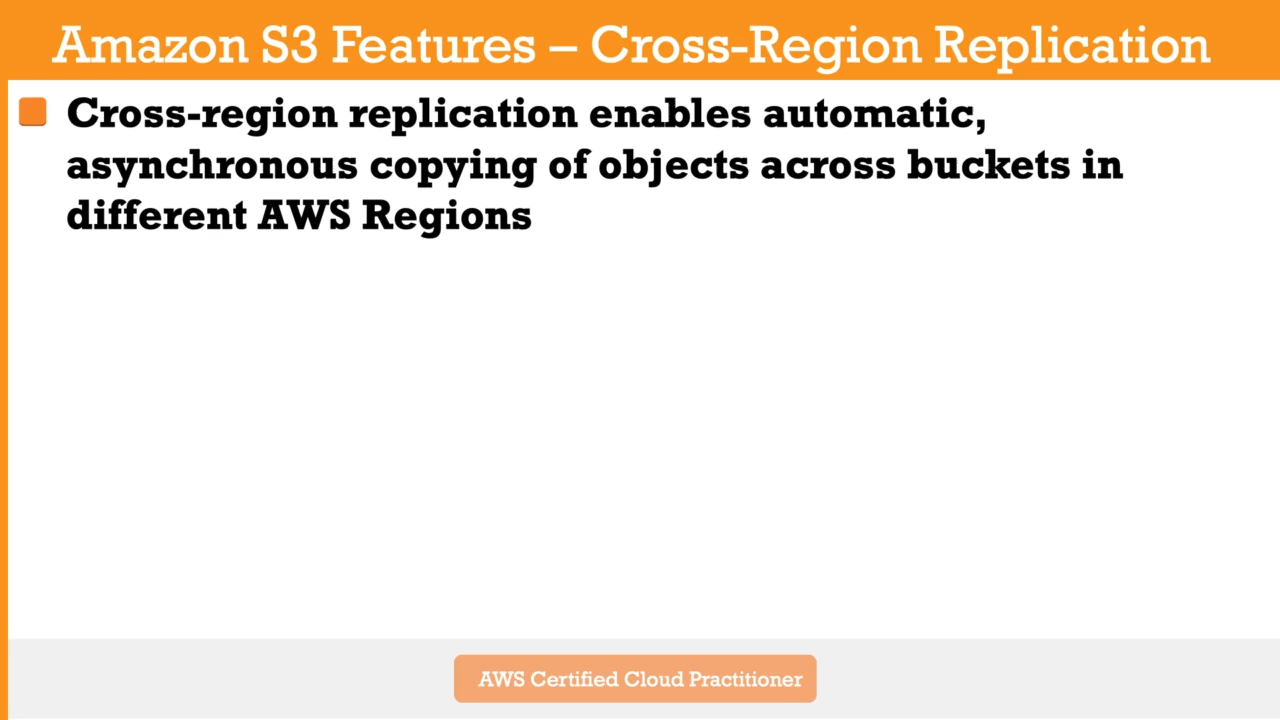 Amazon S3 Features – Cross-Region Replication
Cross-region replication enables automatic,
asynchronous copying of objects across buckets in
different AWS Regions
AWS Certified Cloud Practitioner